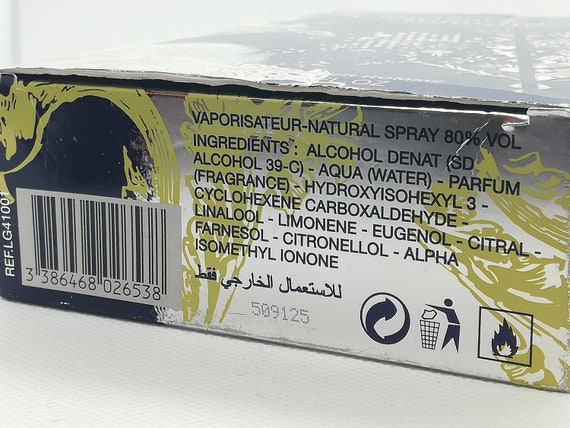 VAPORISATEUR-NATURAL SPRAY 80% VOL
INGREDIENTS : ALCOHOL DENAT (SD
ALCOHOL 39-C) - AQUA (WATER) - PARFUM
(FRAGRANCE) - HYDROXYISOHEXYL 3 -
CYCLOHEXENE CARBOXALDEHYDE -
LINALOOL - LIMONENE - EUGENOL - CITRAL -
FARNESOL - CITRONELLOL - ALPHA
ISOMETHYL IONONE
للاستعمال الخارجي فقط
509125
REF.LG41001
3 386468 026538